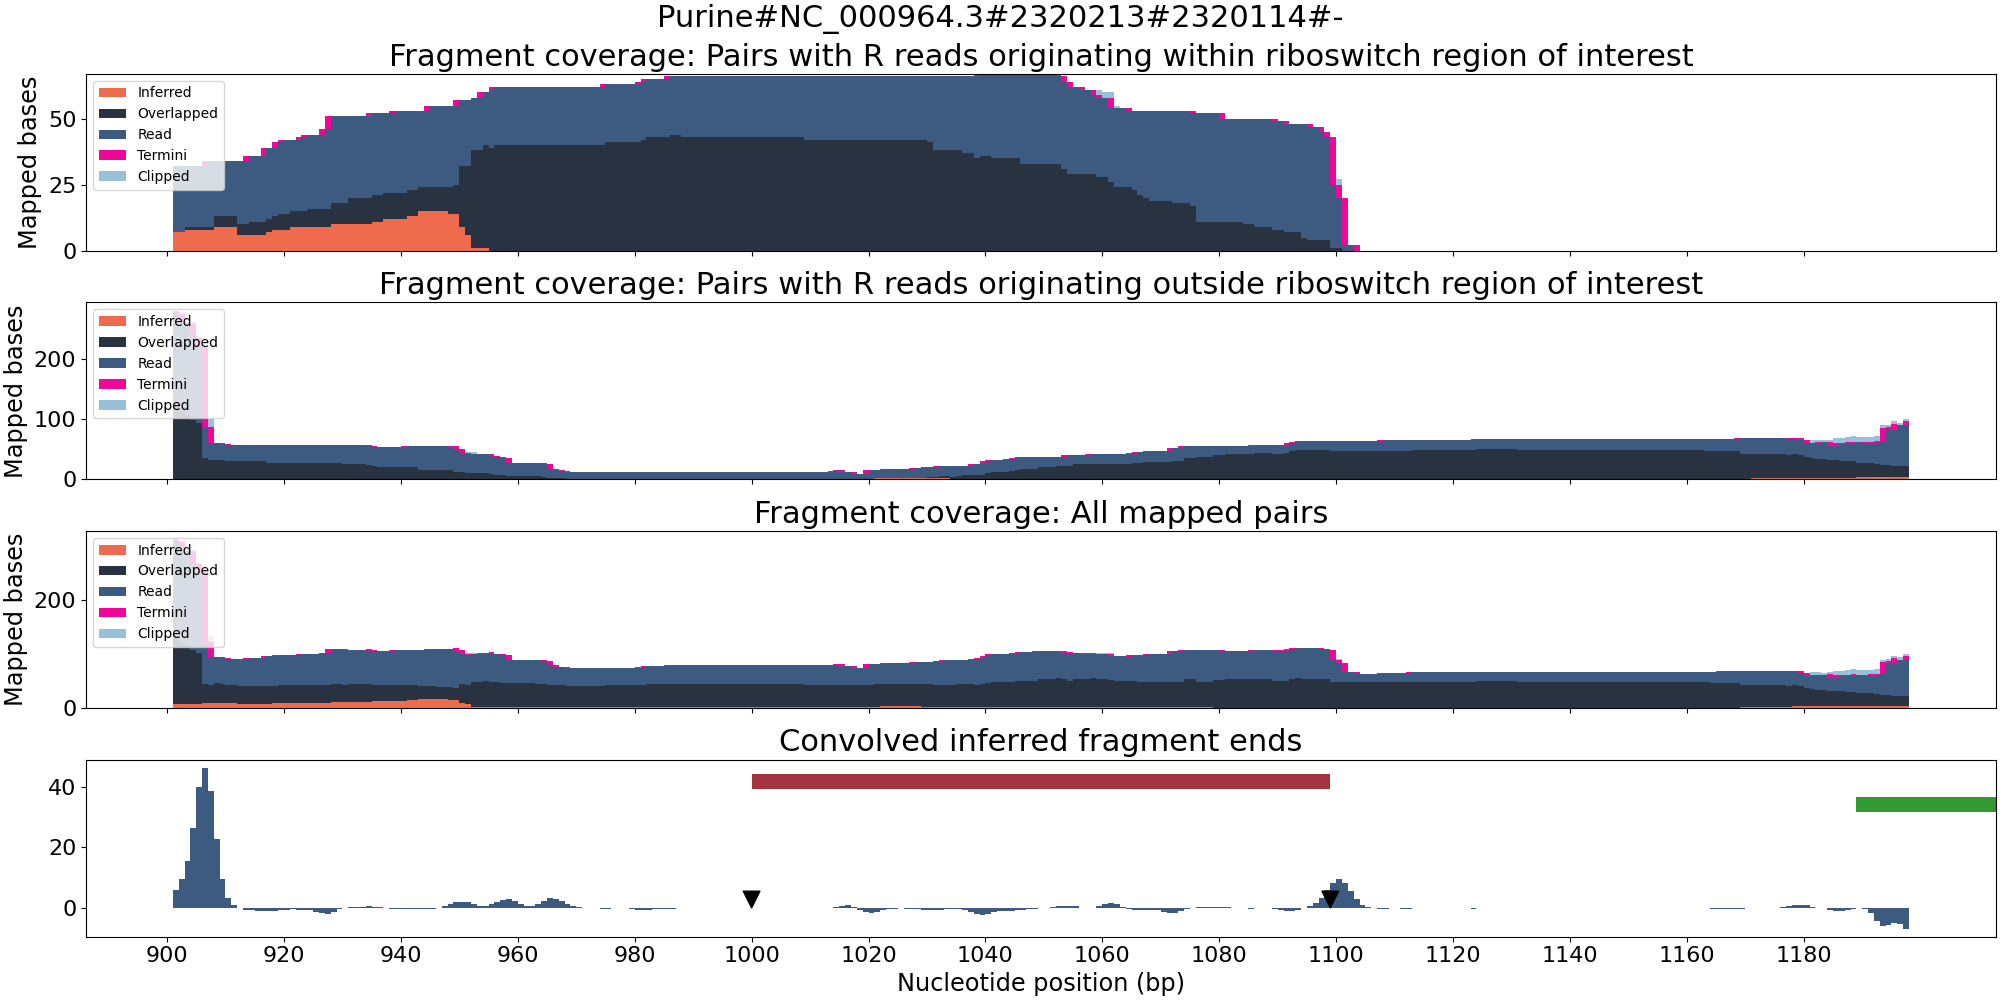 Purine#NC_000964.3#2320213#2320114#-
Fragment coverage: Pairs with R reads originating within riboswitch region of interest
Mapped bases
50
25
0
Inferred
Overlapped
Read
Termini
Clipped
Fragment coverage: Pairs with R reads originating outside riboswitch region of interest
Mapped bases
200
100
0
Inferred
Overlapped
Read
Termini
Clipped
Fragment coverage: All mapped pairs
Mapped bases
200
0
Inferred
Overlapped
Read
Termini
Clipped
Convolved inferred fragment ends
40
20
0
900 920 940 960 980 1000 1020 1040 1060 1080 1100 1120 1140 1160 1180
Nucleotide position (bp)